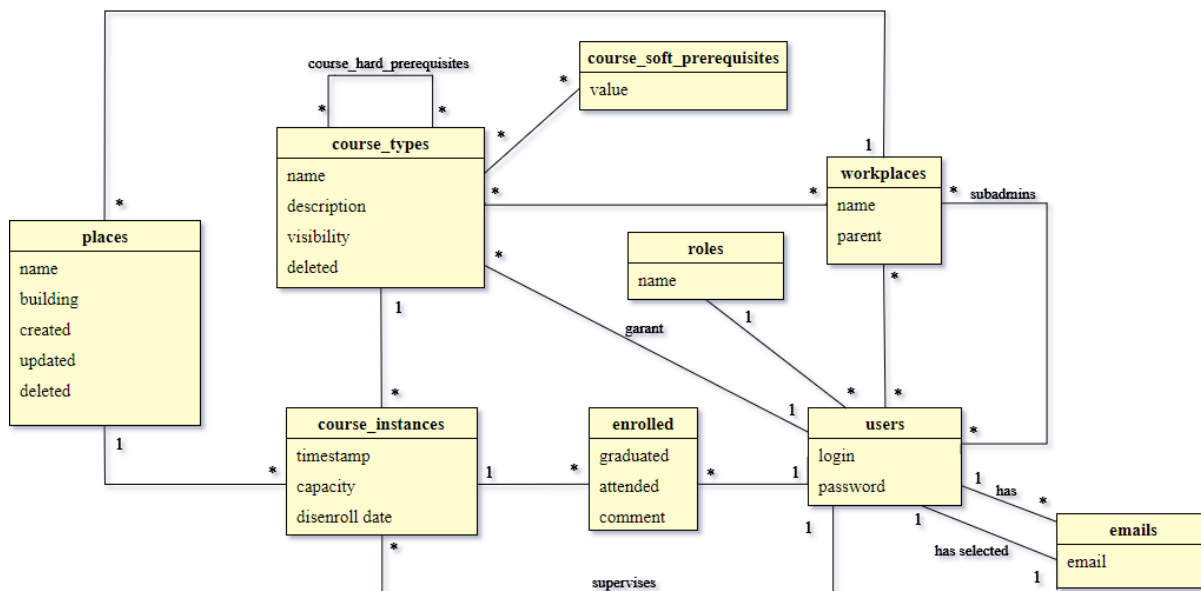 course_hard_prerequisites
*
*
course_soft_prerequisites
value
*
*
course_types
name
description
visibility
deleted
*
*
*
1
1
workplaces
name
parent
*
subadmins
*
*
places
name
building
created
updated
deleted
roles
name
1
garant
*
*
1
*
*
1
course_instances
timestamp
capacity
disenroll date
1
*
enrolled
graduated
attended
comment
*
1
users
login
password
1
*
has
1
has selected
1
emails
email
1
*
*
supervises